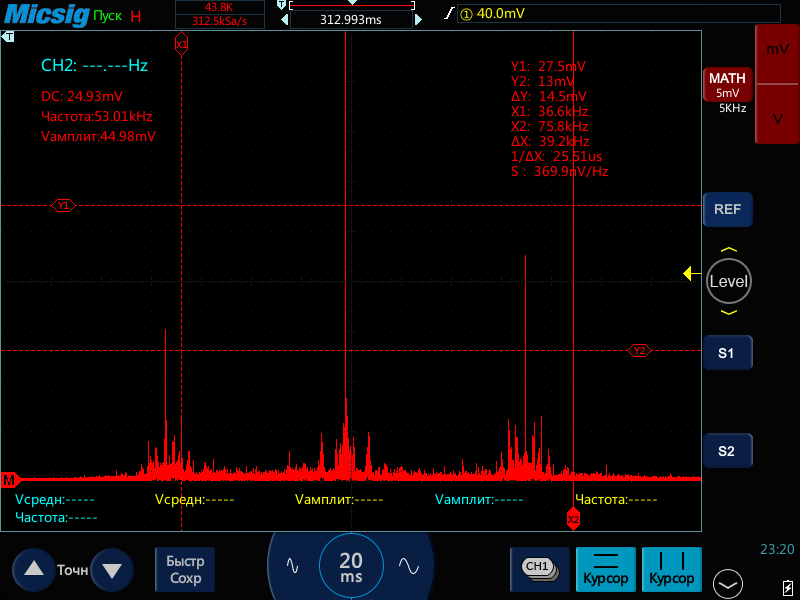 Micsig Пуск H
43.8K
312.5kSa/s
T
312.993ms
1 40.0mV
T
X1
CH2: ---.---Hz
DC: 24.93mV
Частота:53.01kHz
Vамплит:44.98mV
Y1: 27.5mV
Y2: 13mV
ΔY: 14.5mV
X1: 36.6kHz
X2: 75.8kHz
ΔX: 39.2kHz
1/ΔX: 25.51us
S : 369.9nV/Hz
mV
MATH
5mV
5KHz
V
Y1
REF
Level
Y2
S1
S2
M
Vсредн:----- Vсредн:----- Vамплит:----- Vамплит:----- Частота:-----
Частота:-----
X2
Точн
Быстр
Сохр
20
ms
CH1
Курсор
Курсор
23:20